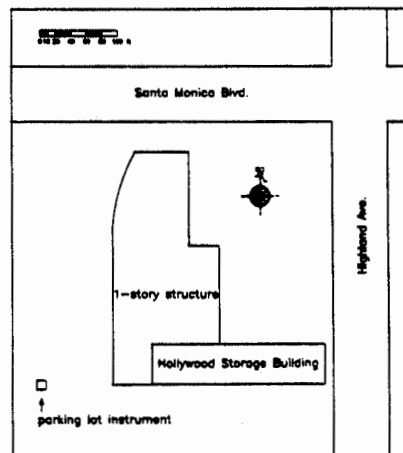 Santa Monica Blvd.
Highland Ave.
1-story structure
Hollywood Storage Building
parking lot instrument